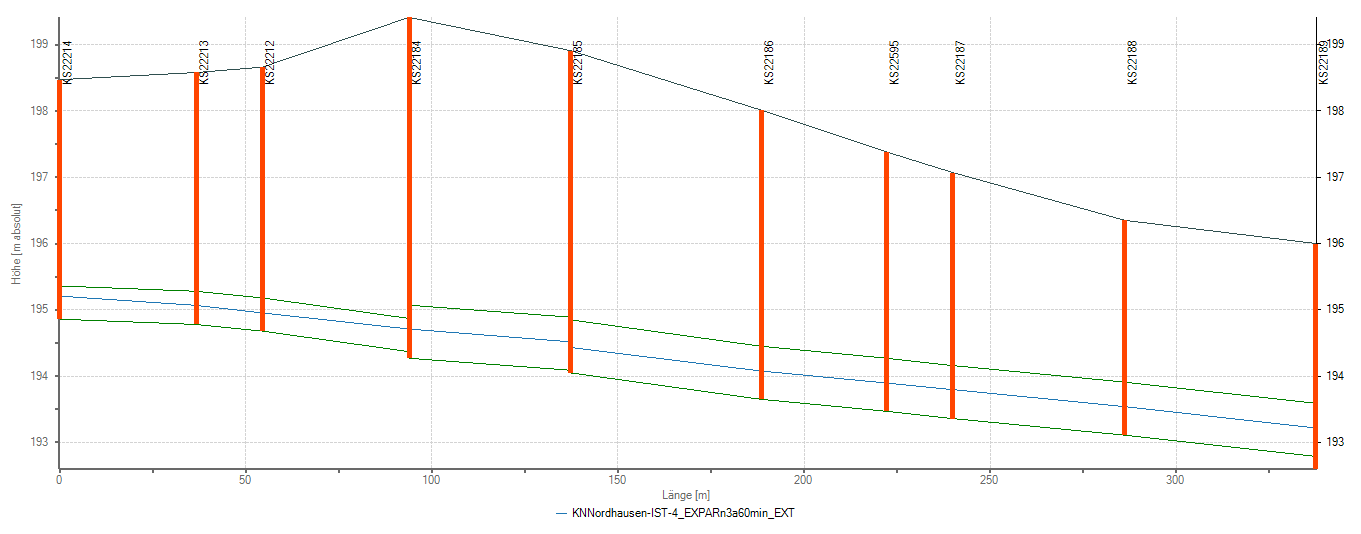 KS22214
KS22213
KS22212
KS22184
KS22185
KS22186
KS22595
KS22187
KS22188
KS22189
199
198
197
196
195
194
193
199
198
197
196
195
194
193
Höhe [m absolut]
0
50
100
150
200
250
300
Länge [m]
KNNordhausen-IST-4_EXPARn3a60min_EXT